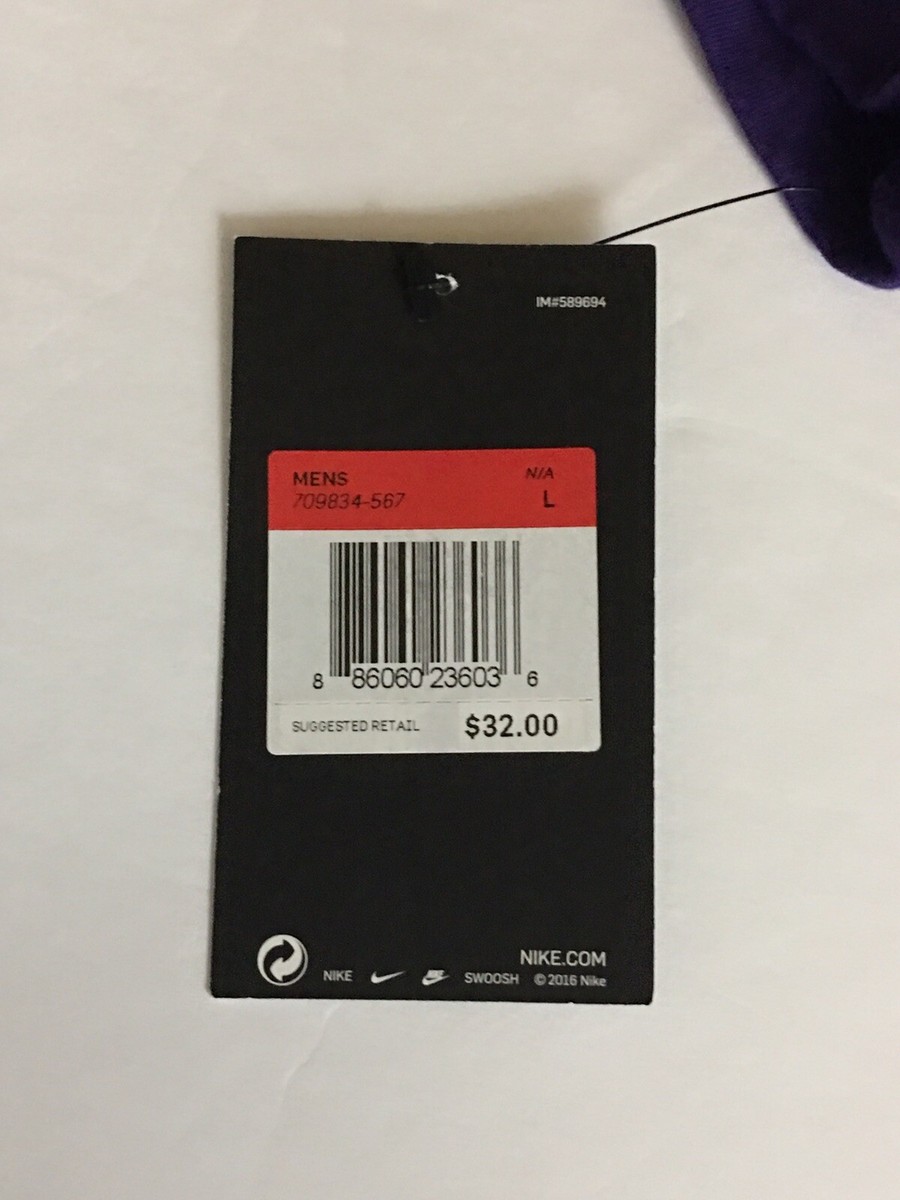 IM#589694
MENS N/A
709834-567 L
8 86060 23603 6
SUGGESTED RETAIL $32.00
NIKE.COM
NIKE SWOOSH © 2016 Nike